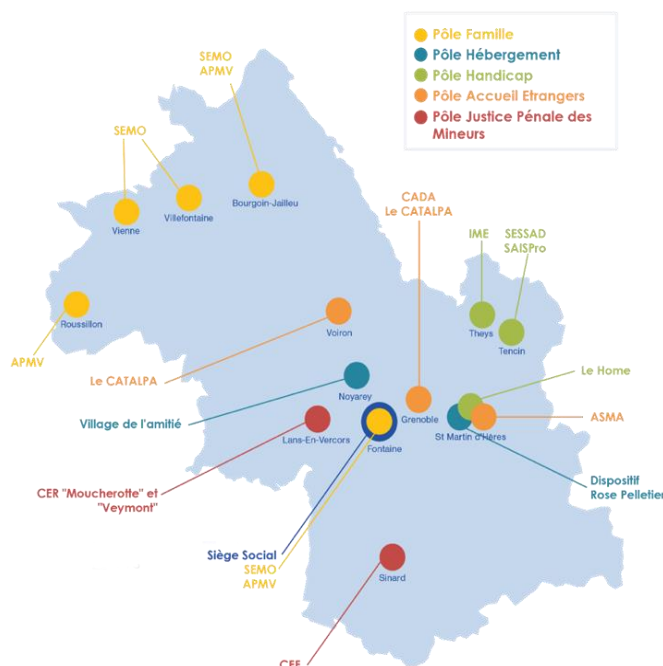 Pôle Famille
Pôle Hébergement
Pôle Handicap
Pôle Accueil Etrangers
Pôle Justice Pénale des
Mineurs
SEMO
APMV
SEMO
Bourgoin-Jailleu
Villefontaine
Vienne
CADA
Le CATALPA
IME
SESSAD
SAISPro
Roussillon
Voiron
Theys
Tencin
APMV
Le CATALPA
Le Home
Noyarey
Grenoble
Village de l'amitié
ASMA
Lans-En-Vercors
Fontaine
St Martin d'Hères
CER "Moucherotte" et
"Veymont"
Dispositif
Rose Pelletier
Siège Social
SEMO
APMV
Sinard